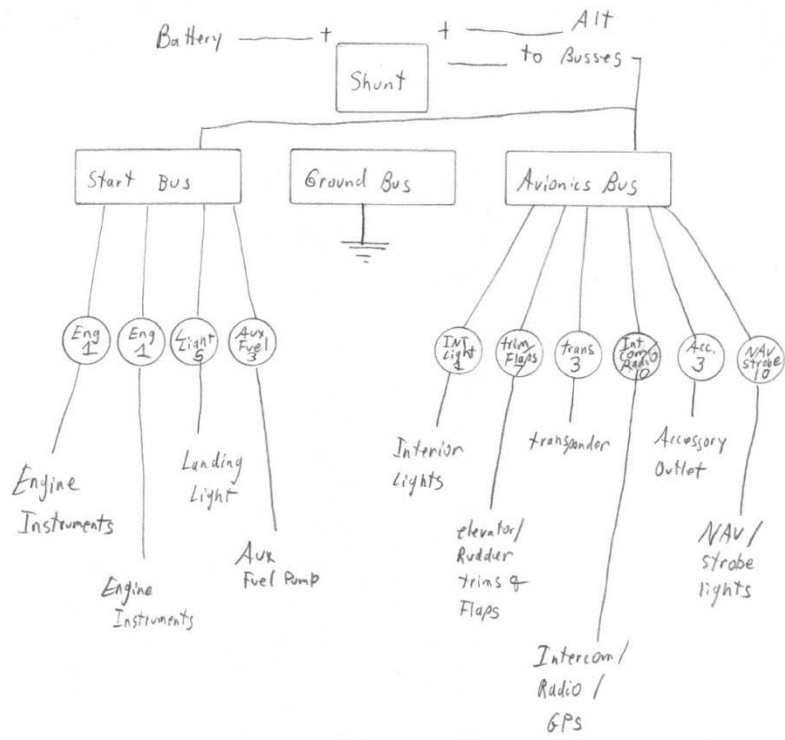 Battery + + Alt
to Busses
Shunt
Start Bus
Ground Bus
Avionics Bus
Eng
1
Eng
1
L
Light
5
Aux
Fuel
3
INT
Light
1
trim
Flaps
trans
3
Int
Com/
Radio
10
Acc.
3
NAV
Strobe
10
Engine
Instruments
Engine
Instruments
Landing
Light
Aux
Fuel Pump
Interior
Lights
elevator/
Rudder
trims &
Flaps
transponder
Intercom/
Radio /
GPS
Accessory
Outlet
NAV/
strobe
lights